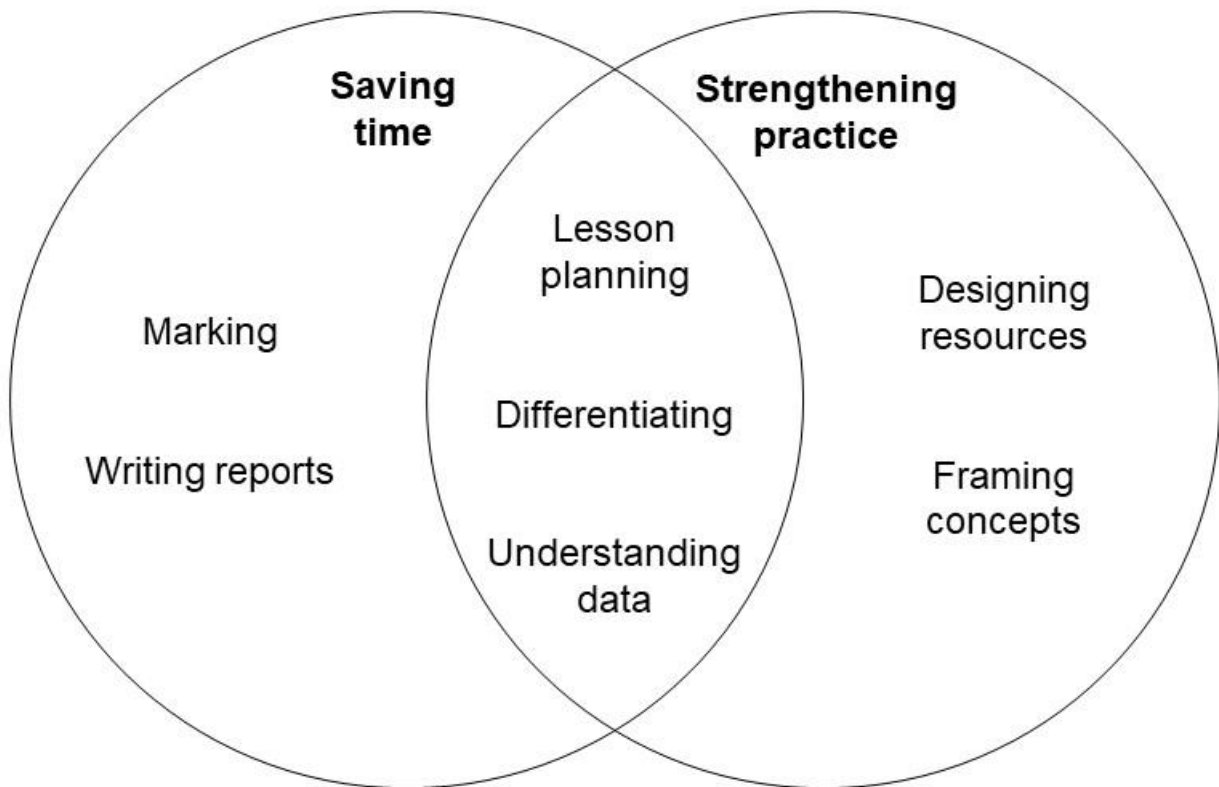 Saving
time
Strengthening
practice
Marking
Writing reports
Lesson
planning
Differentiating
Understanding
data
Designing
resources
Framing
concepts